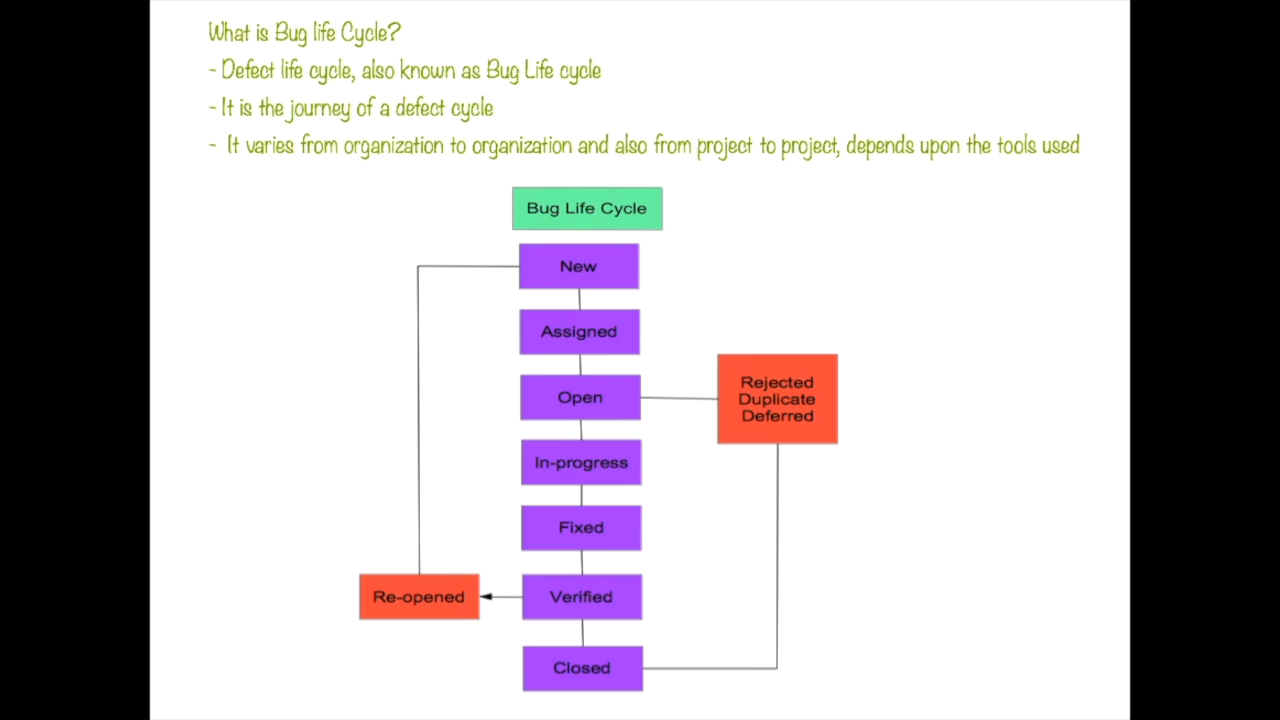 What is Bug life Cycle?
- Defect life cycle, also known as Bug Life cycle
- It is the journey of a defect cycle
- It varies from organization to organization and also from project to project, depends upon the tools used
Bug Life Cycle
New
Assigned
Open
Rejected
Duplicate
Deferred
In-progress
Fixed
Re-opened
Verified
Closed